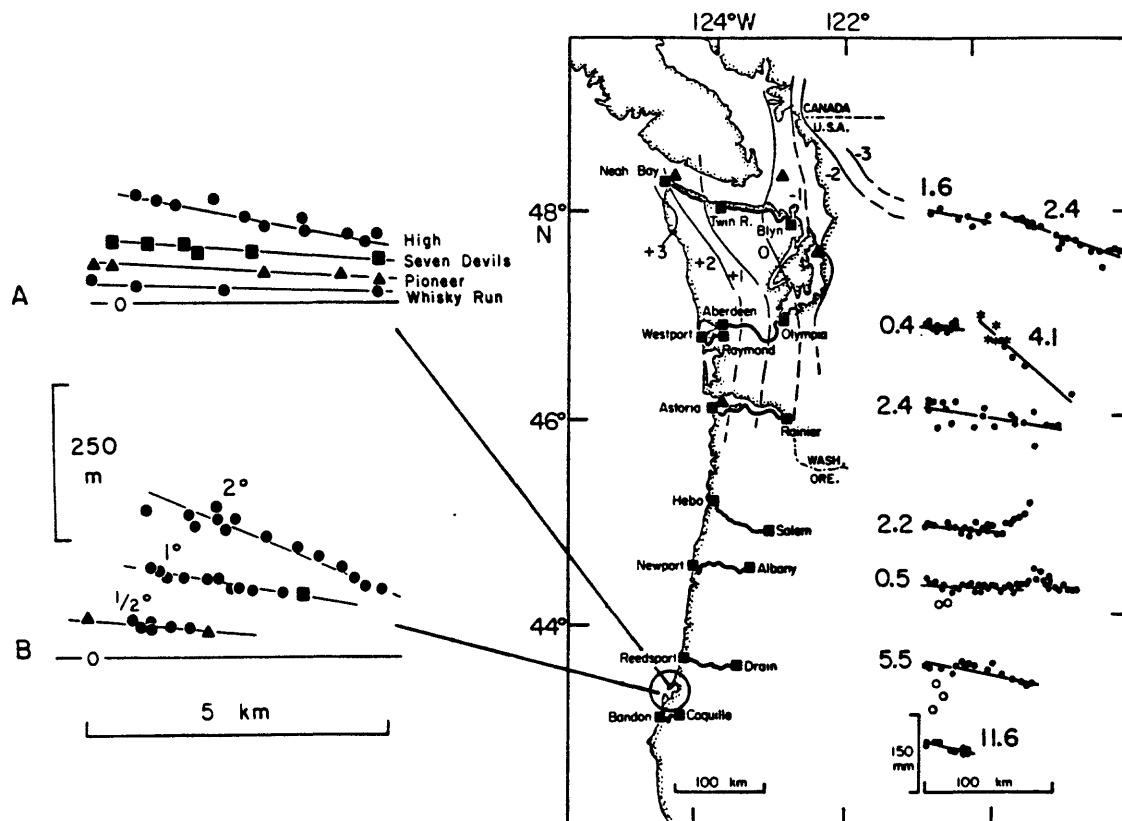 124°W
122°
CANADA
U.S.A.
-3
-2
-1
Neah Bay
48°
N
Twin R.
Blyn
+3
+2
+1
0
1.6
2.4
High
Seven Devils
Pioneer
Whisky Run
A
0
Aberdeen
Westport
Raymond
Olympia
0.4
4.1
46°
Astoria
Rainier
2.4
WASH.
ORE.
250
m
2°
1°
1/2°
B
0
5 km
Hebo
Salem
2.2
Newport
Albany
0.5
44°
Reedsport
Drain
5.5
Bandon
Coquille
11.6
150
mm
100 km
100 km